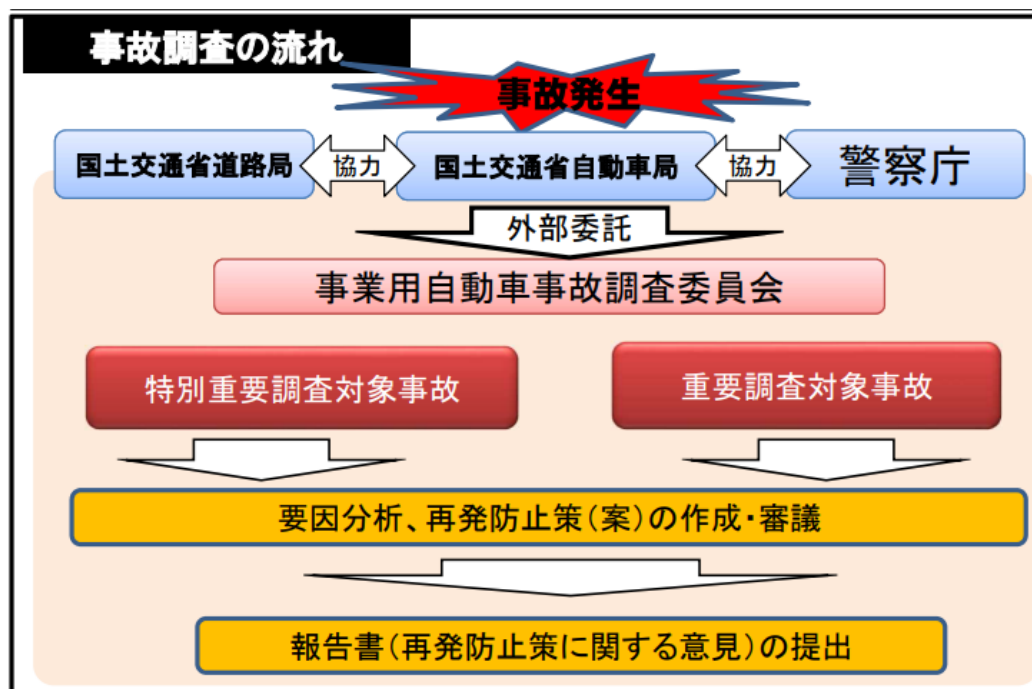 事故調査の流れ
事故発生
国土交通省道路局
協力
国土交通省自動車局
協力
警察庁
外部委託
事業用自動車事故調査委員会
特別重要調査対象事故
重要調査対象事故
要因分析、再発防止策(案)の作成・審議
報告書(再発防止策に関する意見)の提出